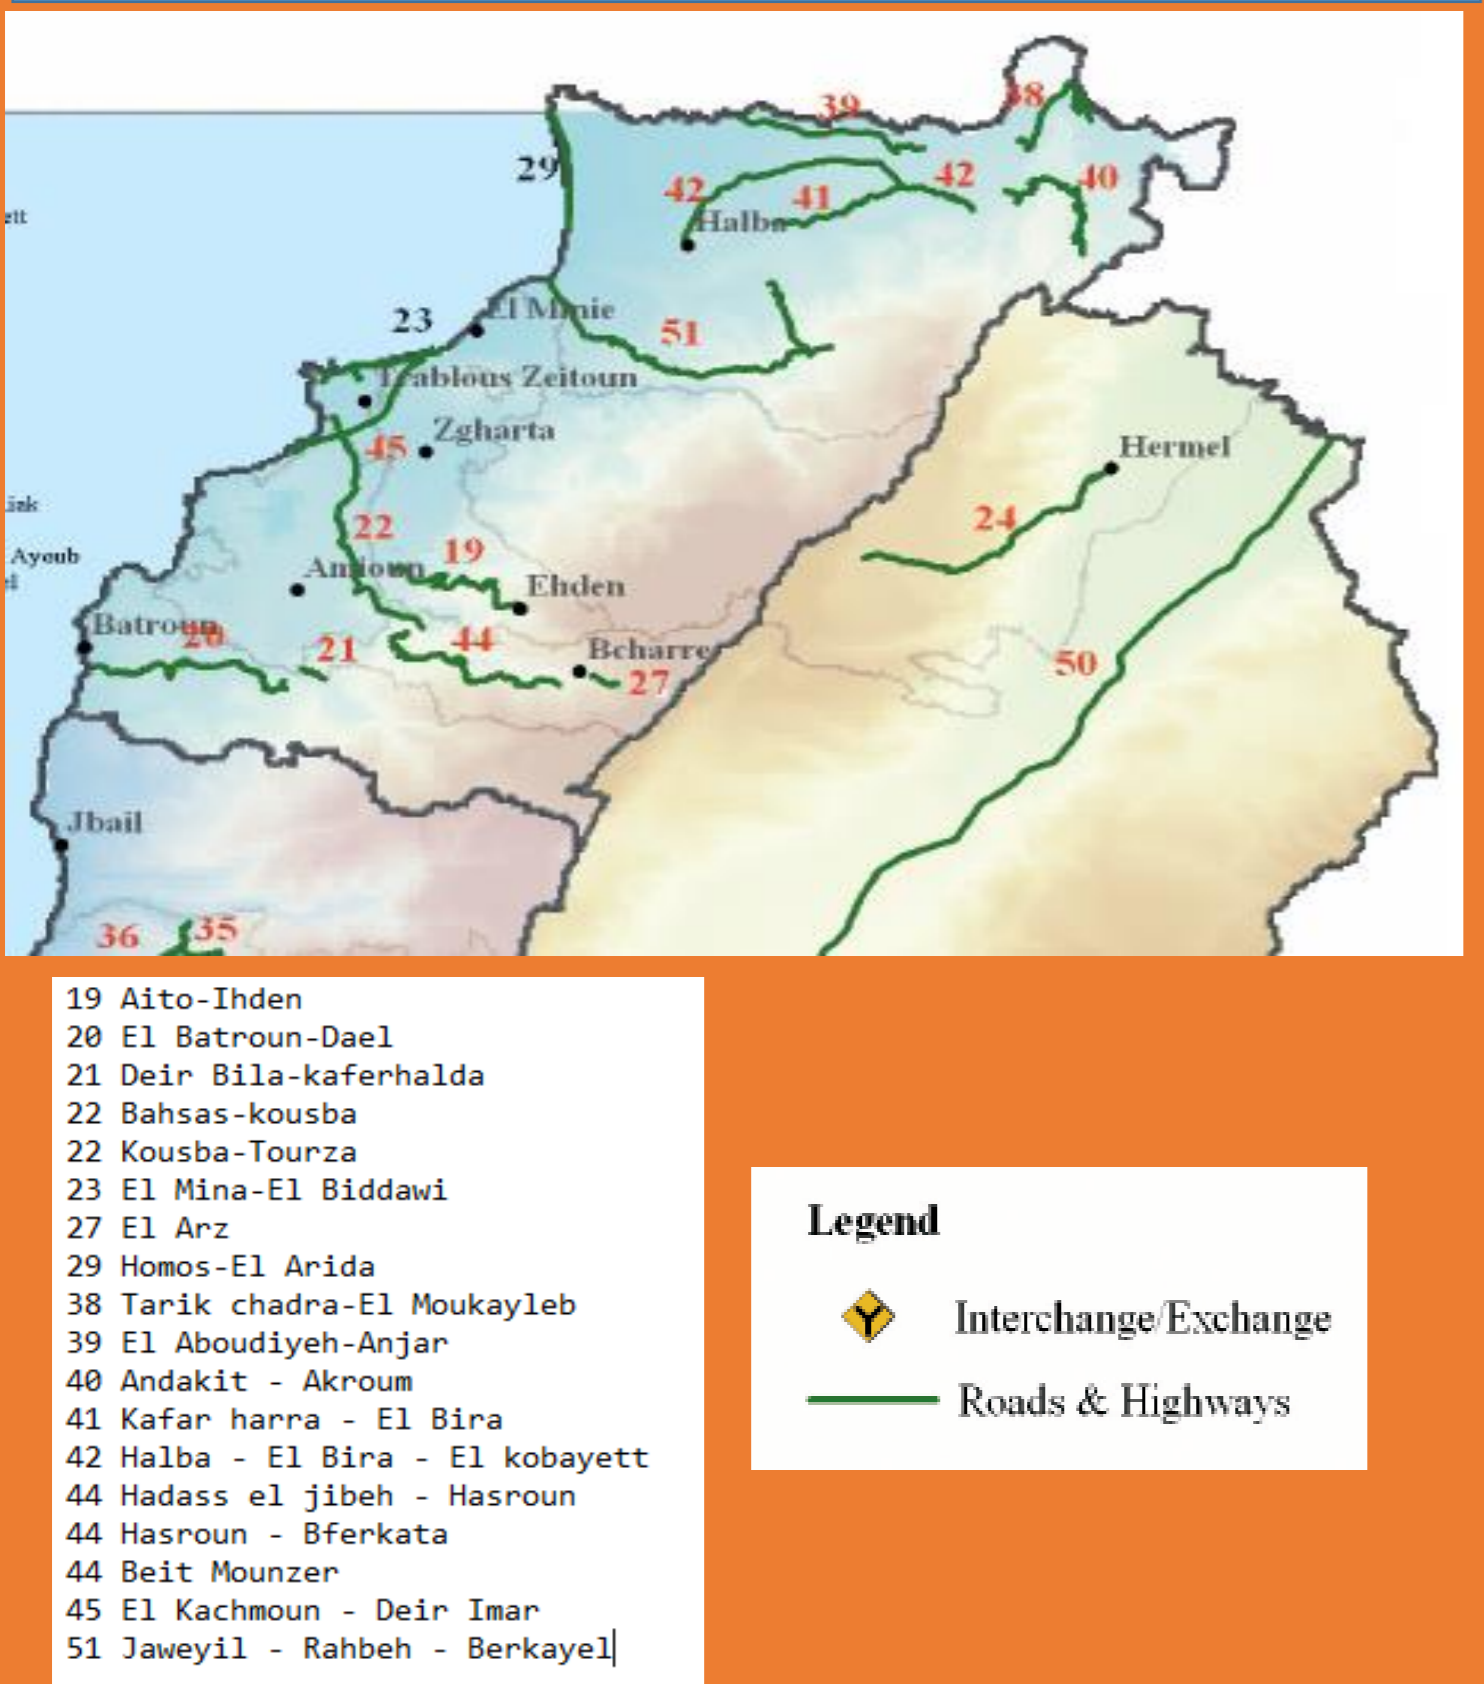 39
38
29
42
42
40
41
Halba
ett
El Minie
23
51
Trablous Zeitoun
45
Zgharta
Hermel
24
Ayoub
22
19
Amioun
Ehden
Batroun
20
21
44
Bcharre
27
50
Jbail
36
35
19 Aito-Ihden
20 El Batroun-Dael
21 Deir Bila-kaferhalda
22 Bahsas-kousba
22 Kousba-Tourza
23 El Mina-El Biddawi
27 El Arz
29 Homos-El Arida
38 Tarik chadra-El Moukayleb
39 El Aboudiyeh-Anjar
40 Andakit - Akroum
41 Kafar harra - El Bira
42 Halba - El Bira - El kobayett
44 Hadass el jibeh - Hasroun
44 Hasroun - Bferkata
44 Beit Mounzer
45 El Kachmoun - Deir Imar
51 Jaweyil - Rahbeh - Berkayel
Legend
Interchange/Exchange
Roads & Highways